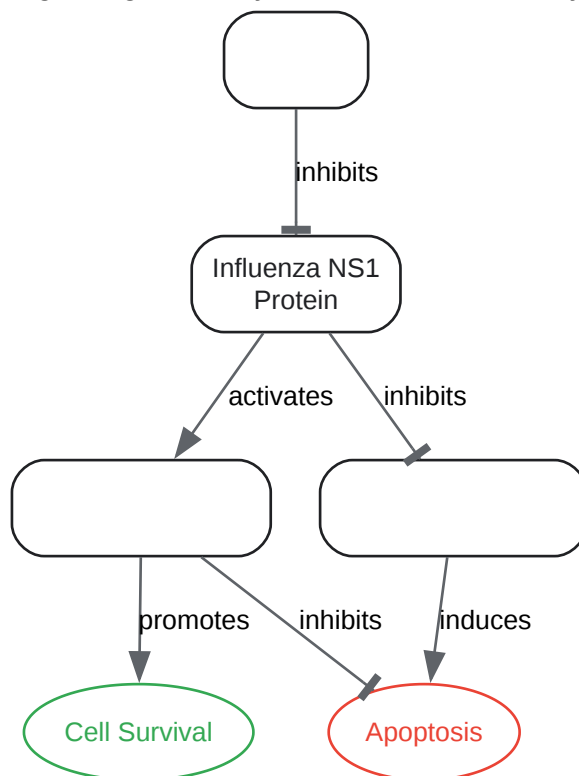 inhibits
Influenza NS1
Protein
activates
inhibits
promotes
inhibits
induces
Cell Survival
Apoptosis